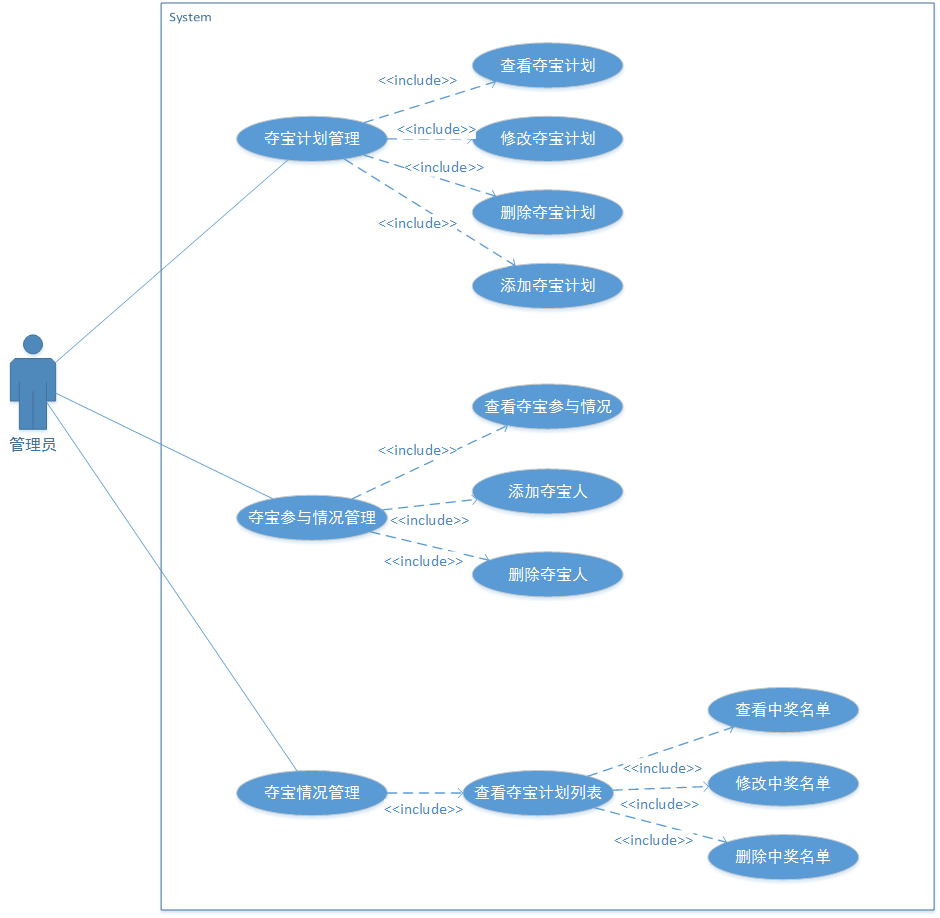 System
查看夺宝计划
<<include>>
夺宝计划管理
<<include>>
修改夺宝计划
<<include>>
删除夺宝计划
<<include>>
添加夺宝计划
管理员
查看夺宝参与情况
<<include>>
添加夺宝人
夺宝参与情况管理
<<include>>
<<include>>
删除夺宝人
查看中奖名单
<<include>>
夺宝情况管理
<<include>>
查看夺宝计划列表
修改中奖名单
<<include>>
<<include>>
删除中奖名单